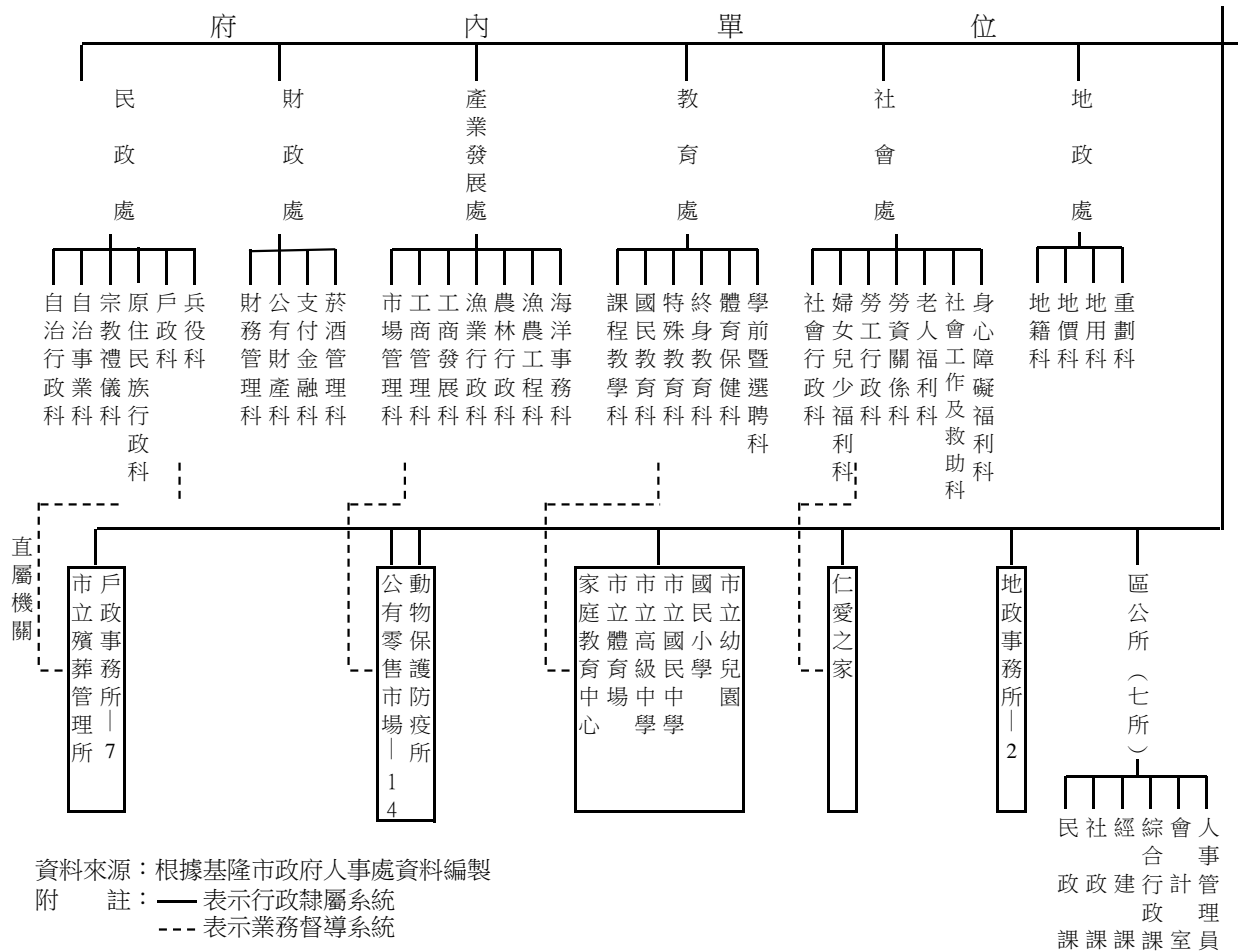 府內單位
民政處
財政處
產業發展處
教育處
社會處
地政處
自治行政科
自治事業科
宗教禮儀科
原住民族行政科
戶政科
兵役科
財務管理科
公有財產科
支付金融科
菸酒管理科
市場管理科
工商管理科
工商發展科
漁業行政科
農林行政科
漁農工程科
海洋事務科
課程教學科
國民教育科
特殊教育科
終身教育科
體育保健科
學前暨選聘科
社會行政科
婦女兒少福利科
勞工行政科
勞資關係科
老人福利科
社會工作及救助科
身心障礙福利科
地籍科
地價科
地用科
重劃科
直屬機關
市立殯葬管理所
戶政事務所—7
公有零售市場—14
動物保護防疫所
家庭教育中心
市立體育場
市立高級中學
市立國民中學
國民小學
市立幼兒園
仁愛之家
地政事務所—2
區公所(七所)
民政課
社政課
經建課
綜合行政課
會計室
人事管理員
資料來源：根據基隆市政府人事處資料編製
附　　註：── 表示行政隸屬系統
---- 表示業務督導系統